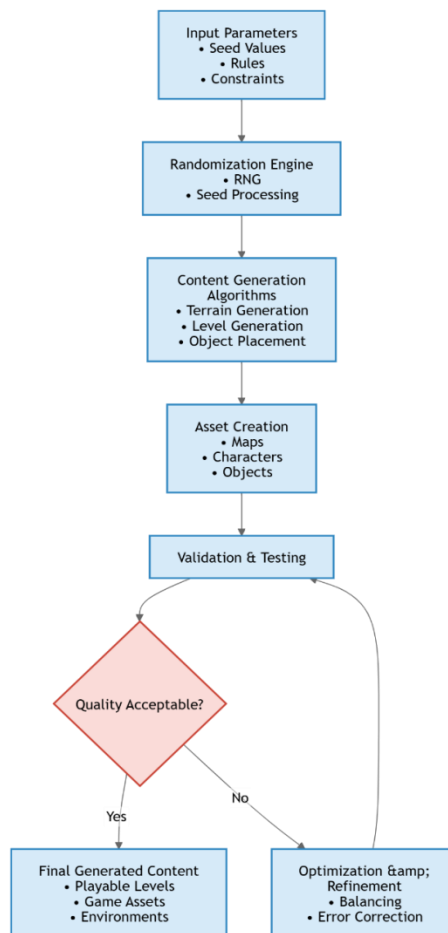 Input Parameters
• Seed Values
• Rules
• Constraints
Randomization Engine
• RNG
• Seed Processing
Content Generation
Algorithms
• Terrain Generation
• Level Generation
• Object Placement
Asset Creation
• Maps
• Characters
• Objects
Validation & Testing
Quality Acceptable?
Yes
No
Final Generated Content
• Playable Levels
• Game Assets
• Environments
Optimization &amp;
Refinement
• Balancing
• Error Correction